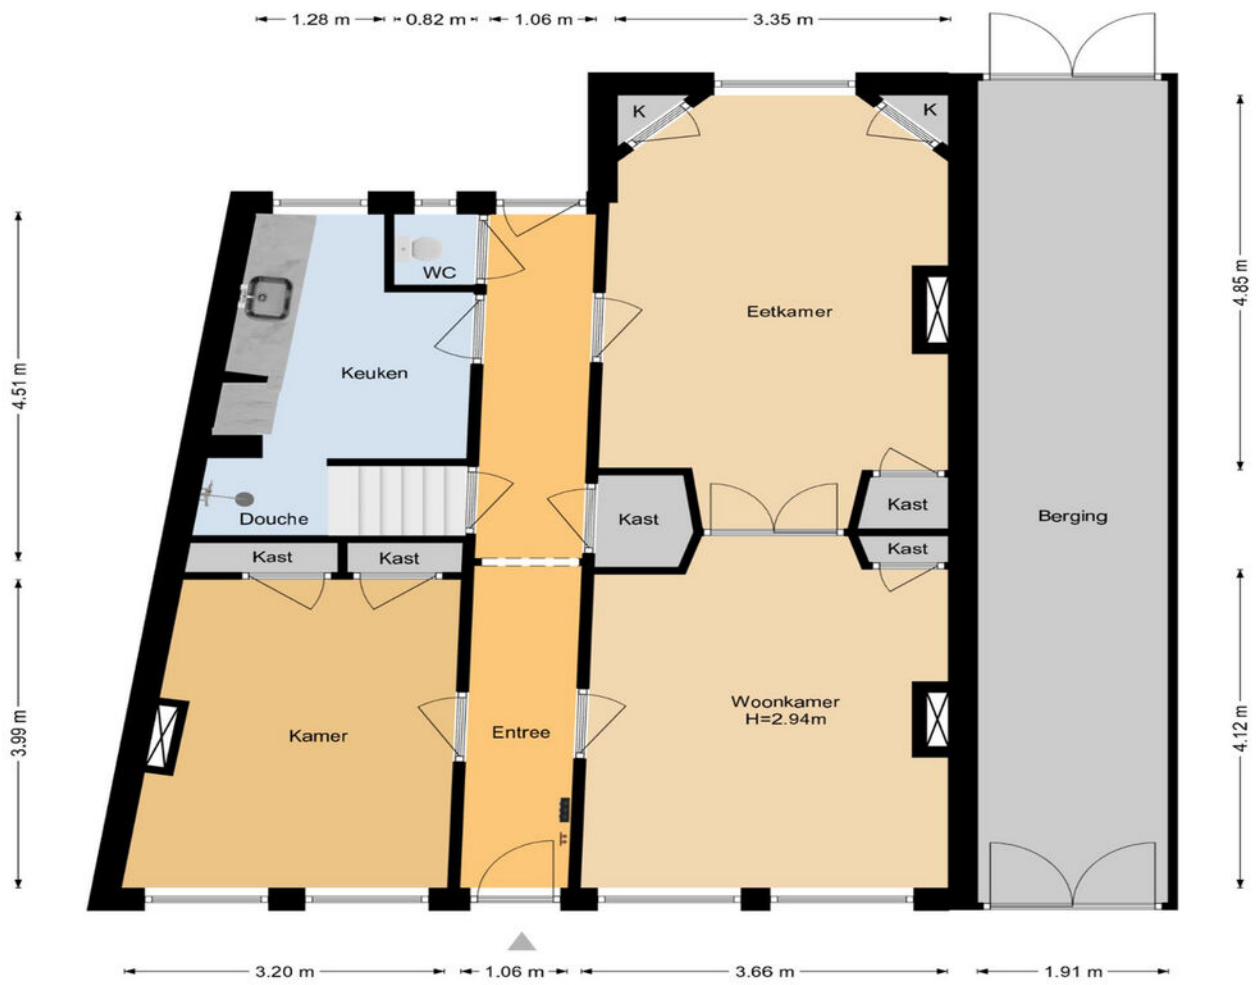 1.28 m
0.82 m
1.06 m
3.35 m
K
K
WC
Eetkamer
4.85 m
4.51 m
Keuken
Kast
Kast
Berging
Douche
Kast
Kast
Kast
Woonkamer
H=2.94m
Kamer
Entree
3.99 m
4.12 m
3.20 m
1.06 m
3.66 m
1.91 m